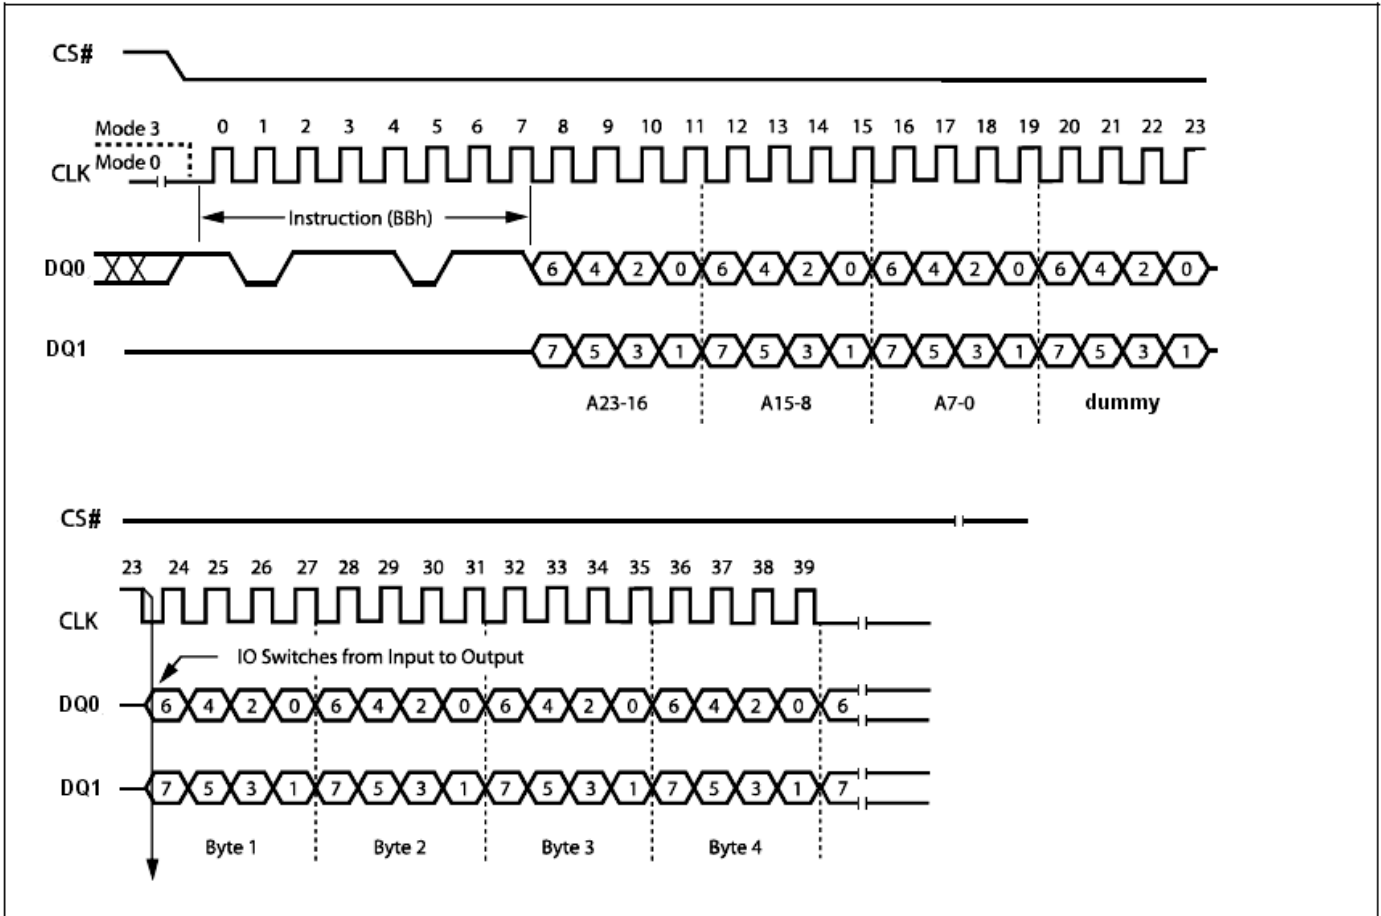 CS#
Mode 3 0 1 2 3 4 5 6 7 8 9 10 11 12 13 14 15 16 17 18 19 20 21 22 23
Mode 0
CLK
Instruction (BBh)
DQ0 6 4 2 0 6 4 2 0 6 4 2 0 6 4 2 0
DQ1 7 5 3 1 7 5 3 1 7 5 3 1 7 5 3 1
A23-16 A15-8 A7-0 dummy
CS#
23 24 25 26 27 28 29 30 31 32 33 34 35 36 37 38 39
CLK
IO Switches from Input to Output
DQ0 6 4 2 0 6 4 2 0 6 4 2 0 6 4 2 0 6
DQ1 7 5 3 1 7 5 3 1 7 5 3 1 7 5 3 1 7
Byte 1 Byte 2 Byte 3 Byte 4